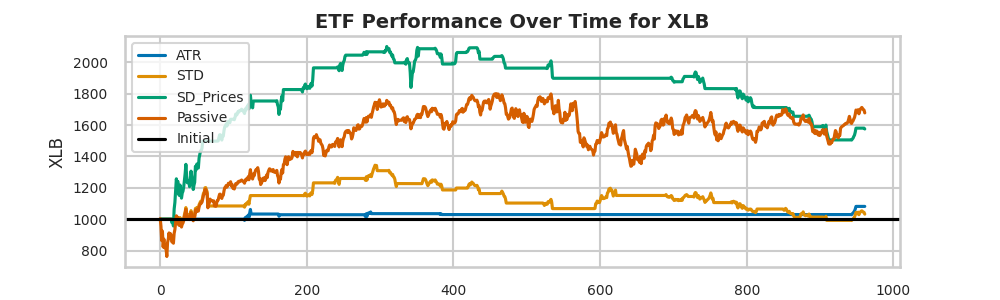 ETF Performance Over Time for XLB
XLB
2000
1800
1600
1400
1200
1000
800
ATR
STD
SD_Prices
Passive
Initial
0
200
400
600
800
1000